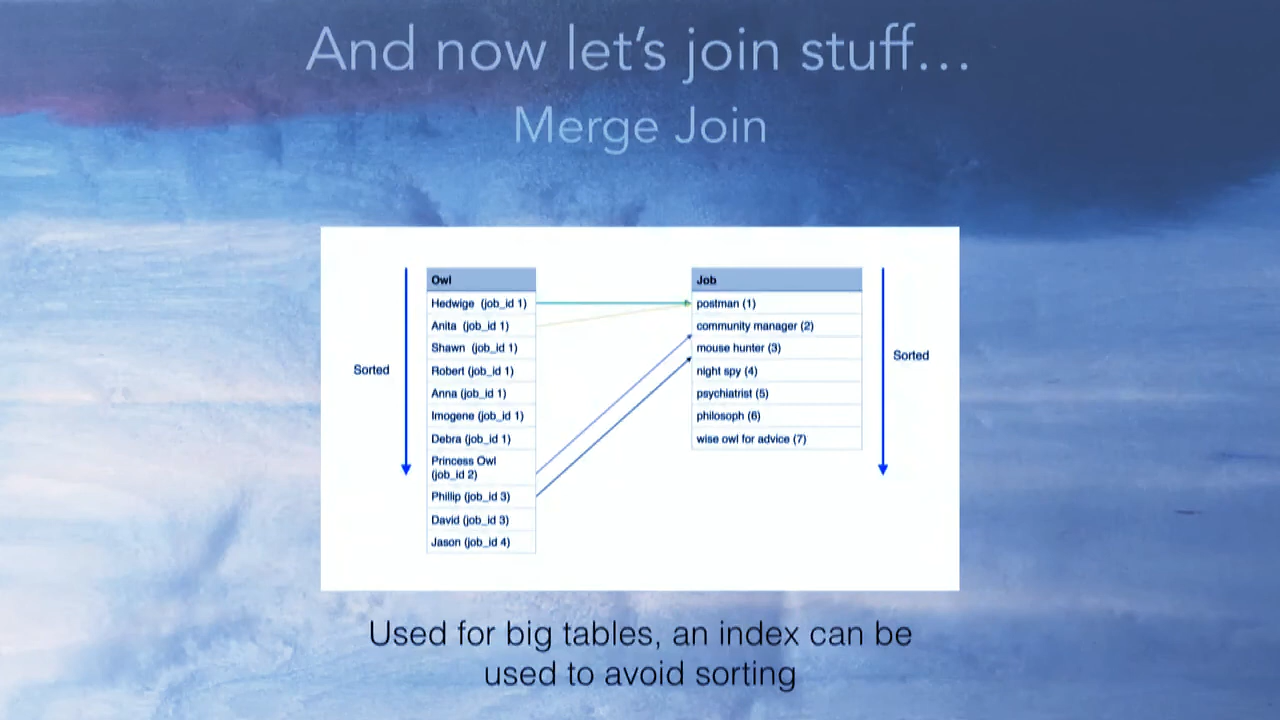 And now let's join stuff...
Merge Join
Sorted
Owl
Hedwige (job_id 1)
Anita (job_id 1)
Shawn (job_id 1)
Robert (job_id 1)
Anna (job_id 1)
Imogene (job_id 1)
Debra (job_id 1)
Princess Owl
(job_id 2)
Phillip (job_id 3)
David (job_id 3)
Jason (job_id 4)
Job
postman (1)
community manager (2)
mouse hunter (3)
night spy (4)
psychiatrist (5)
philosoph (6)
wise owl for advice (7)
Sorted
Used for big tables, an index can be
used to avoid sorting